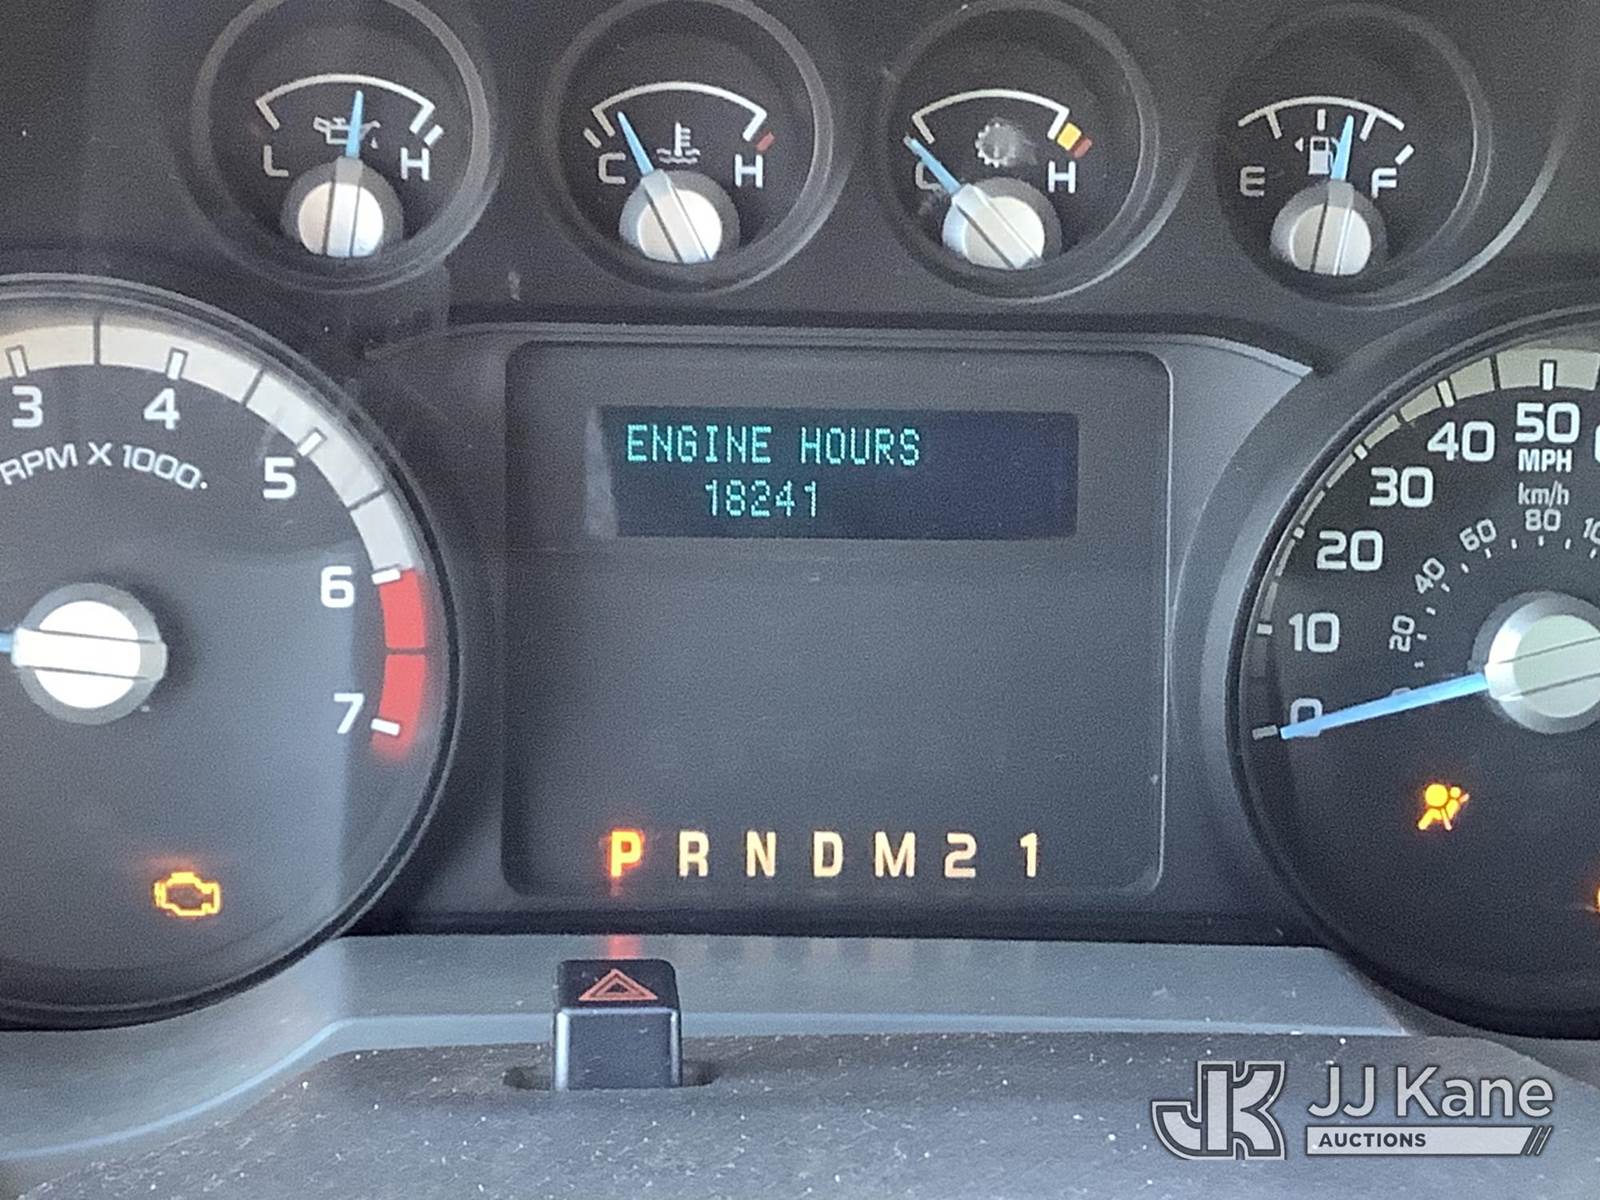 L H
C H
C H
E F
3 4 5 6 7
RPM X 1000
ENGINE HOURS
18241
0 10 20 30 40 50
MPH
km/h
20 40 60 80
P R N D M 2 1
JK JJ Kane
AUCTIONS